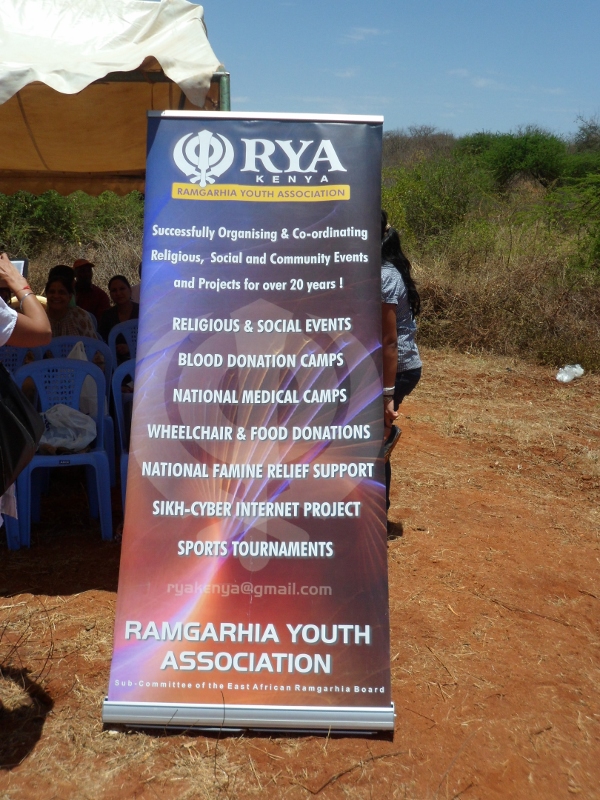 RYA
KENYA
RAMGARHIA YOUTH ASSOCIATION
Successfully Organising & Co-ordinating
Religious, Social and Community Events
and Projects for over 20 years !
RELIGIOUS & SOCIAL EVENTS
BLOOD DONATION CAMPS
NATIONAL MEDICAL CAMPS
WHEELCHAIR & FOOD DONATIONS
NATIONAL FAMINE RELIEF SUPPORT
SIKH-CYBER INTERNET PROJECT
SPORTS TOURNAMENTS
ryakenya@gmail.com
RAMGARHIA YOUTH
ASSOCIATION
Sub-Committee of the East African Ramgarhia Board